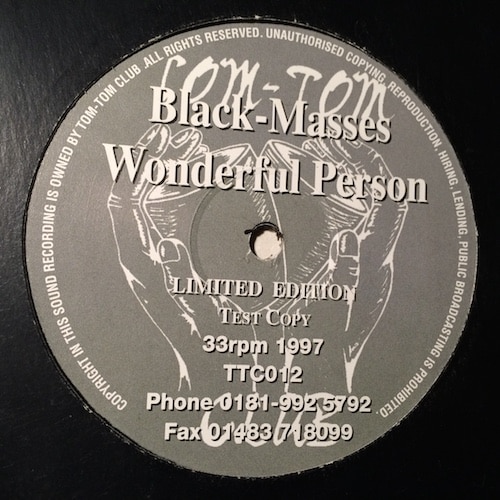 COPYRIGHT IN THIS SOUND RECORDING IS OWNED BY TOM-TOM CLUB .ALL RIGHTS RESERVED. UNAUTHORISED COPYING, REPRODUCTION, HIRING, LENDING, PUBLIC BROADCASTING IS PROHIBITED.
TOM-TOM
Black-Masses
Wonderful Person
LIMITED EDITION
TEST COPY
33rpm 1997
TTC012
Phone 0181-992 5792
CLUB
Fax 01483 718099